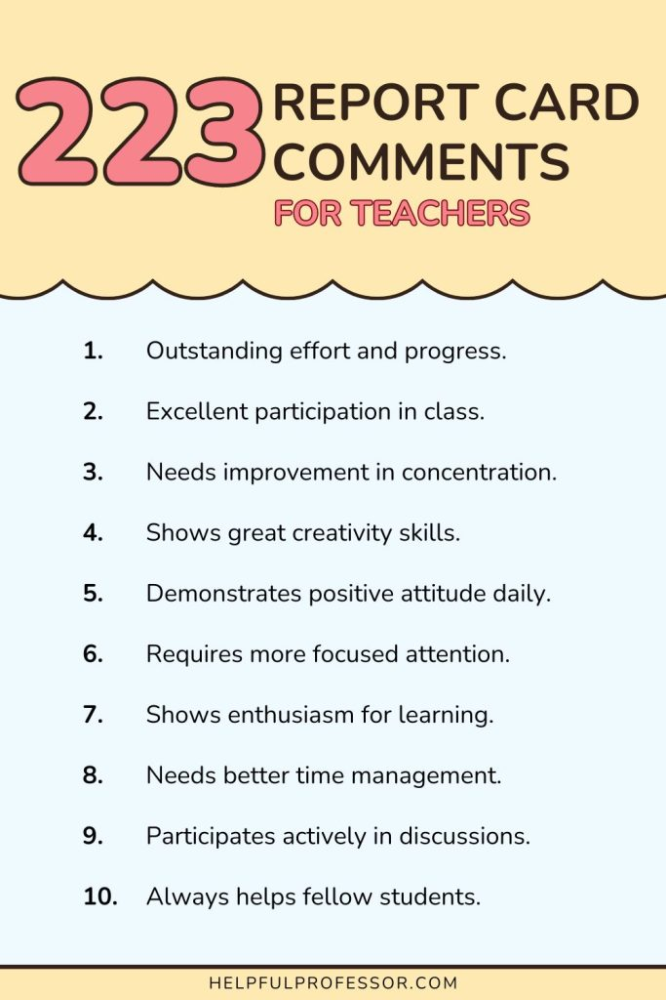 223 REPORT CARD
COMMENTS
FOR TEACHERS
1. Outstanding effort and progress.
2. Excellent participation in class.
3. Needs improvement in concentration.
4. Shows great creativity skills.
5. Demonstrates positive attitude daily.
6. Requires more focused attention.
7. Shows enthusiasm for learning.
8. Needs better time management.
9. Participates actively in discussions.
10. Always helps fellow students.
HELPFULPROFESSOR.COM